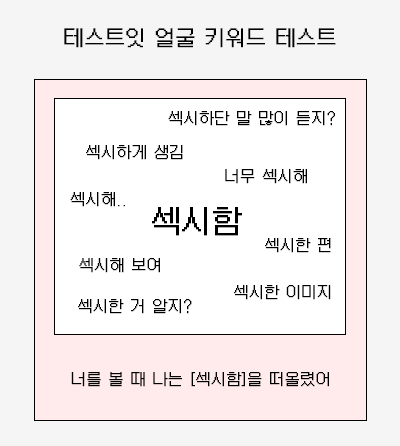 테스트잇 얼굴 키워드 테스트
섹시하단 말 많이 듣지?
섹시하게 생김
너무 섹시해
섹시해..
섹시함
섹시한 편
섹시해 보여
섹시한 이미지
섹시한 거 알지?
너를 볼 때 나는 [섹시함]을 떠올렸어